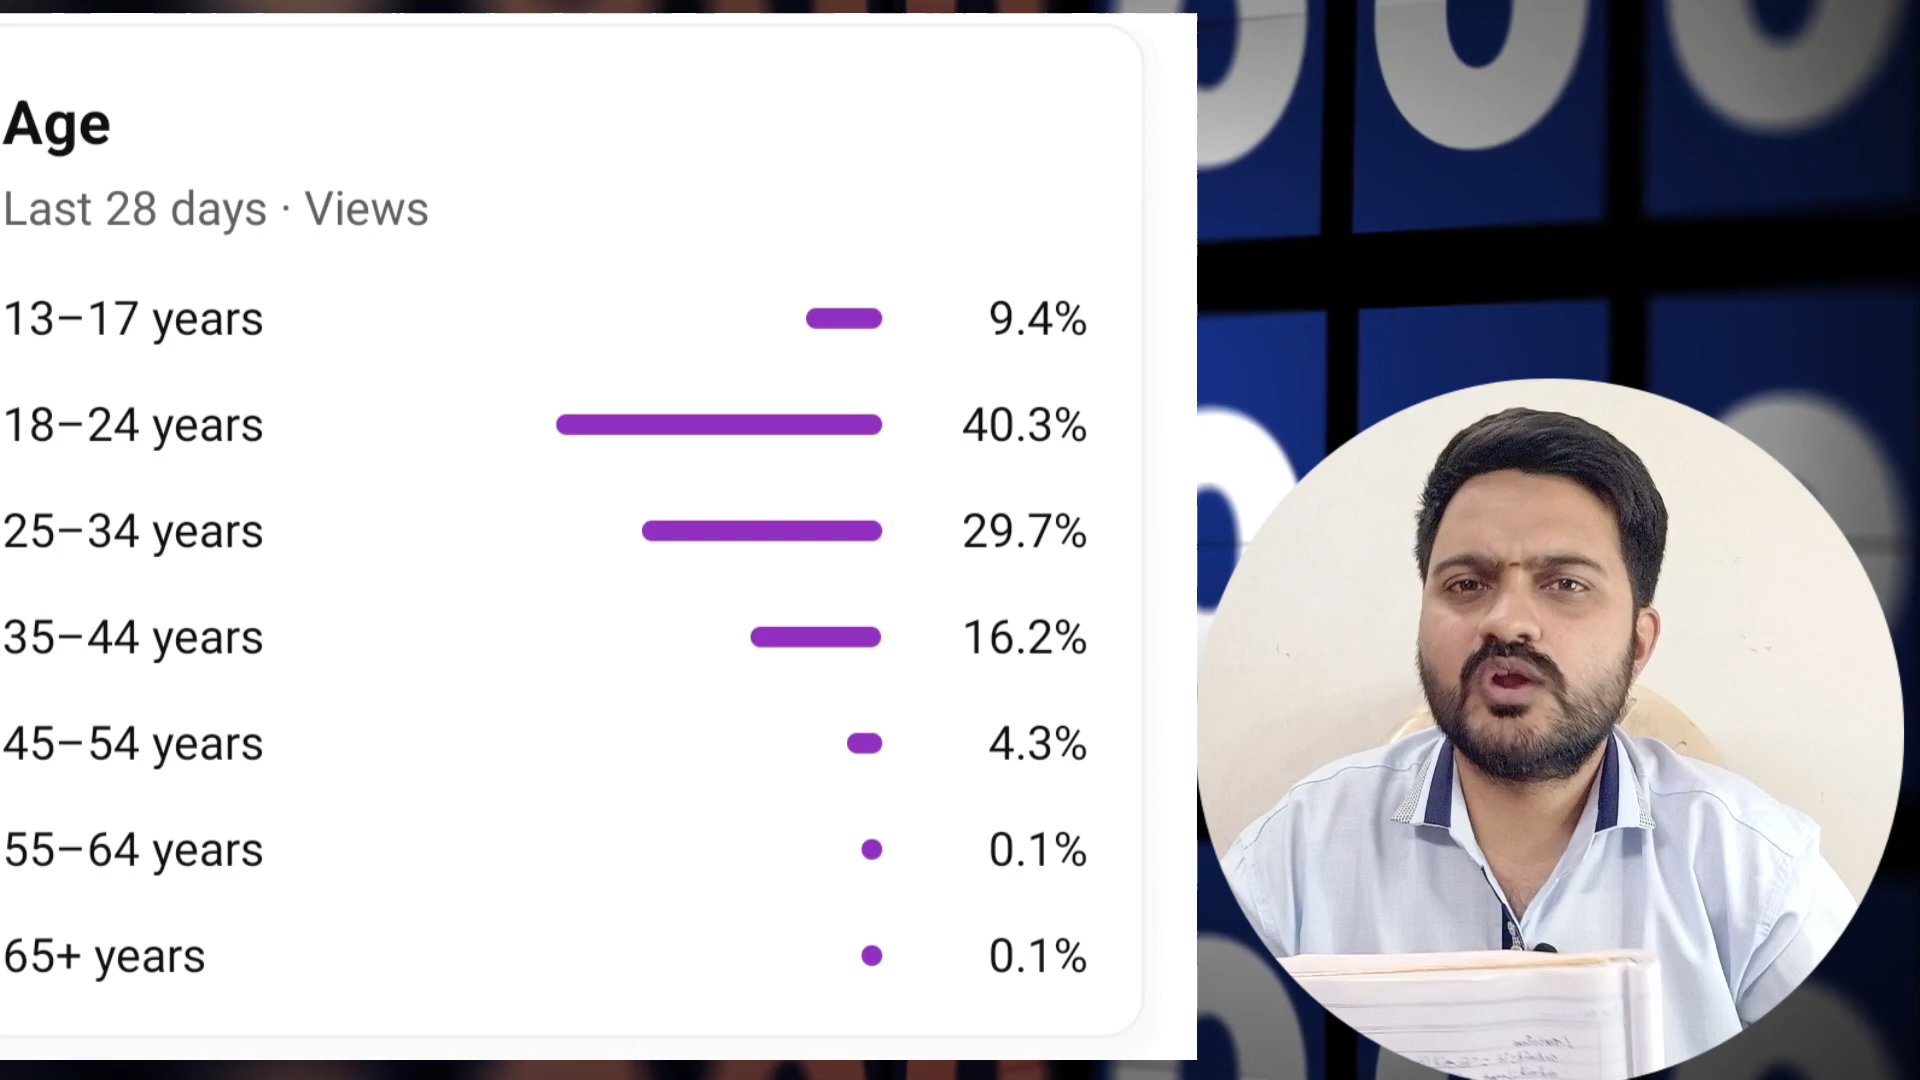 Age
Last 28 days · Views
13–17 years 9.4%
18–24 years 40.3%
25–34 years 29.7%
35–44 years 16.2%
45–54 years 4.3%
55–64 years 0.1%
65+ years 0.1%